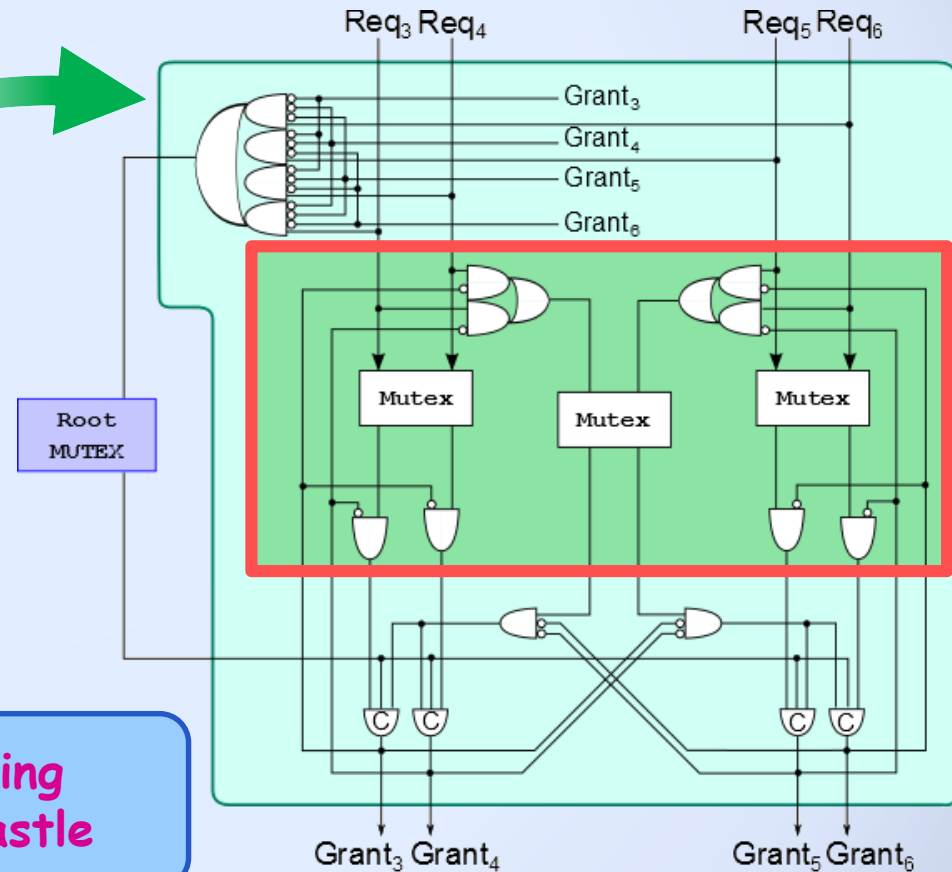 Req₃ Req₄ Req₅ Req₆
Grant₃
Grant₄
Grant₅
Grant₆
Mutex Mutex Mutex
Root
MUTEX
C C C C
ing
astle
Grant₃ Grant₄ Grant₅ Grant₆